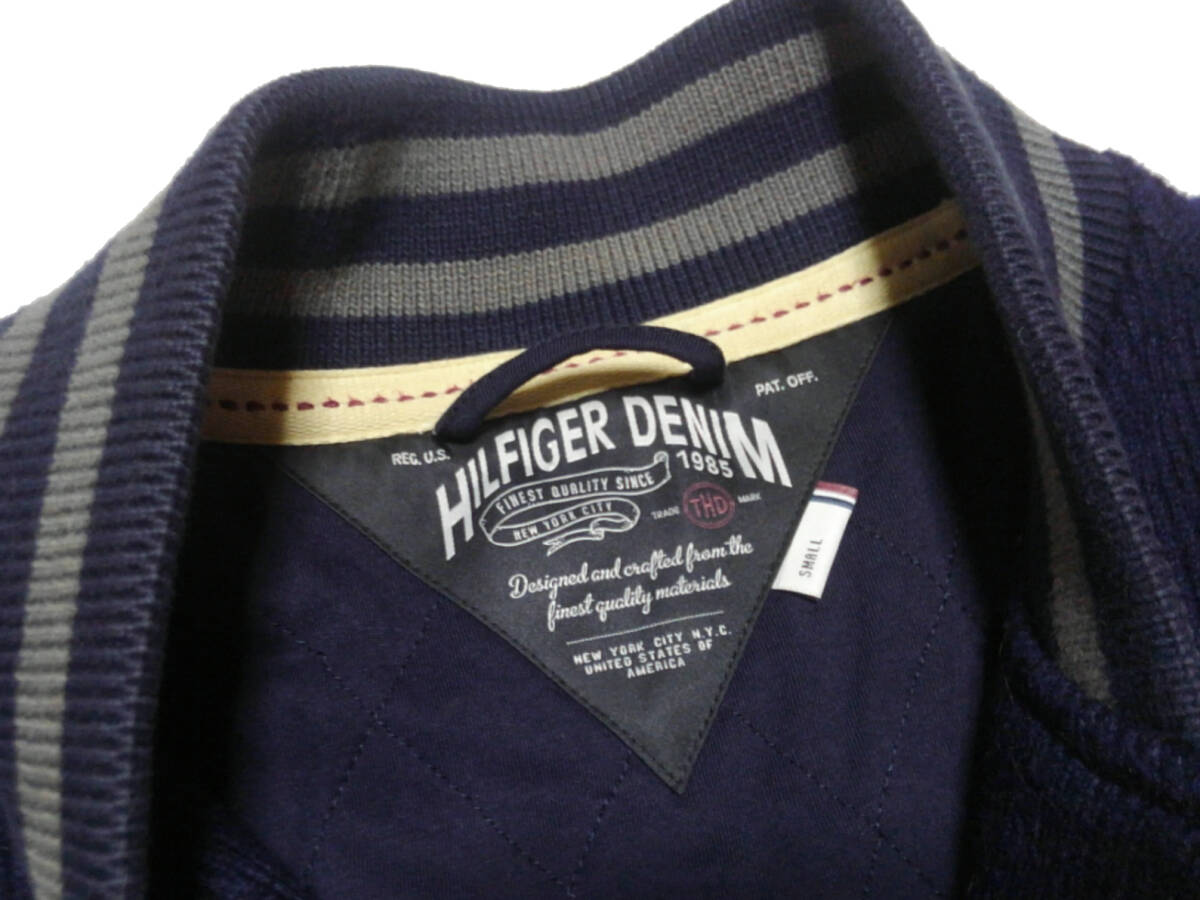 REG. U.S.
PAT. OFF.
HILFIGER DENIM
FINEST QUALITY SINCE 1985
NEW YORK CITY
TRADE THD MARK
Designed and crafted from the
finest quality materials
NEW YORK CITY N.Y.C.
UNITED STATES OF
AMERICA
SMALL